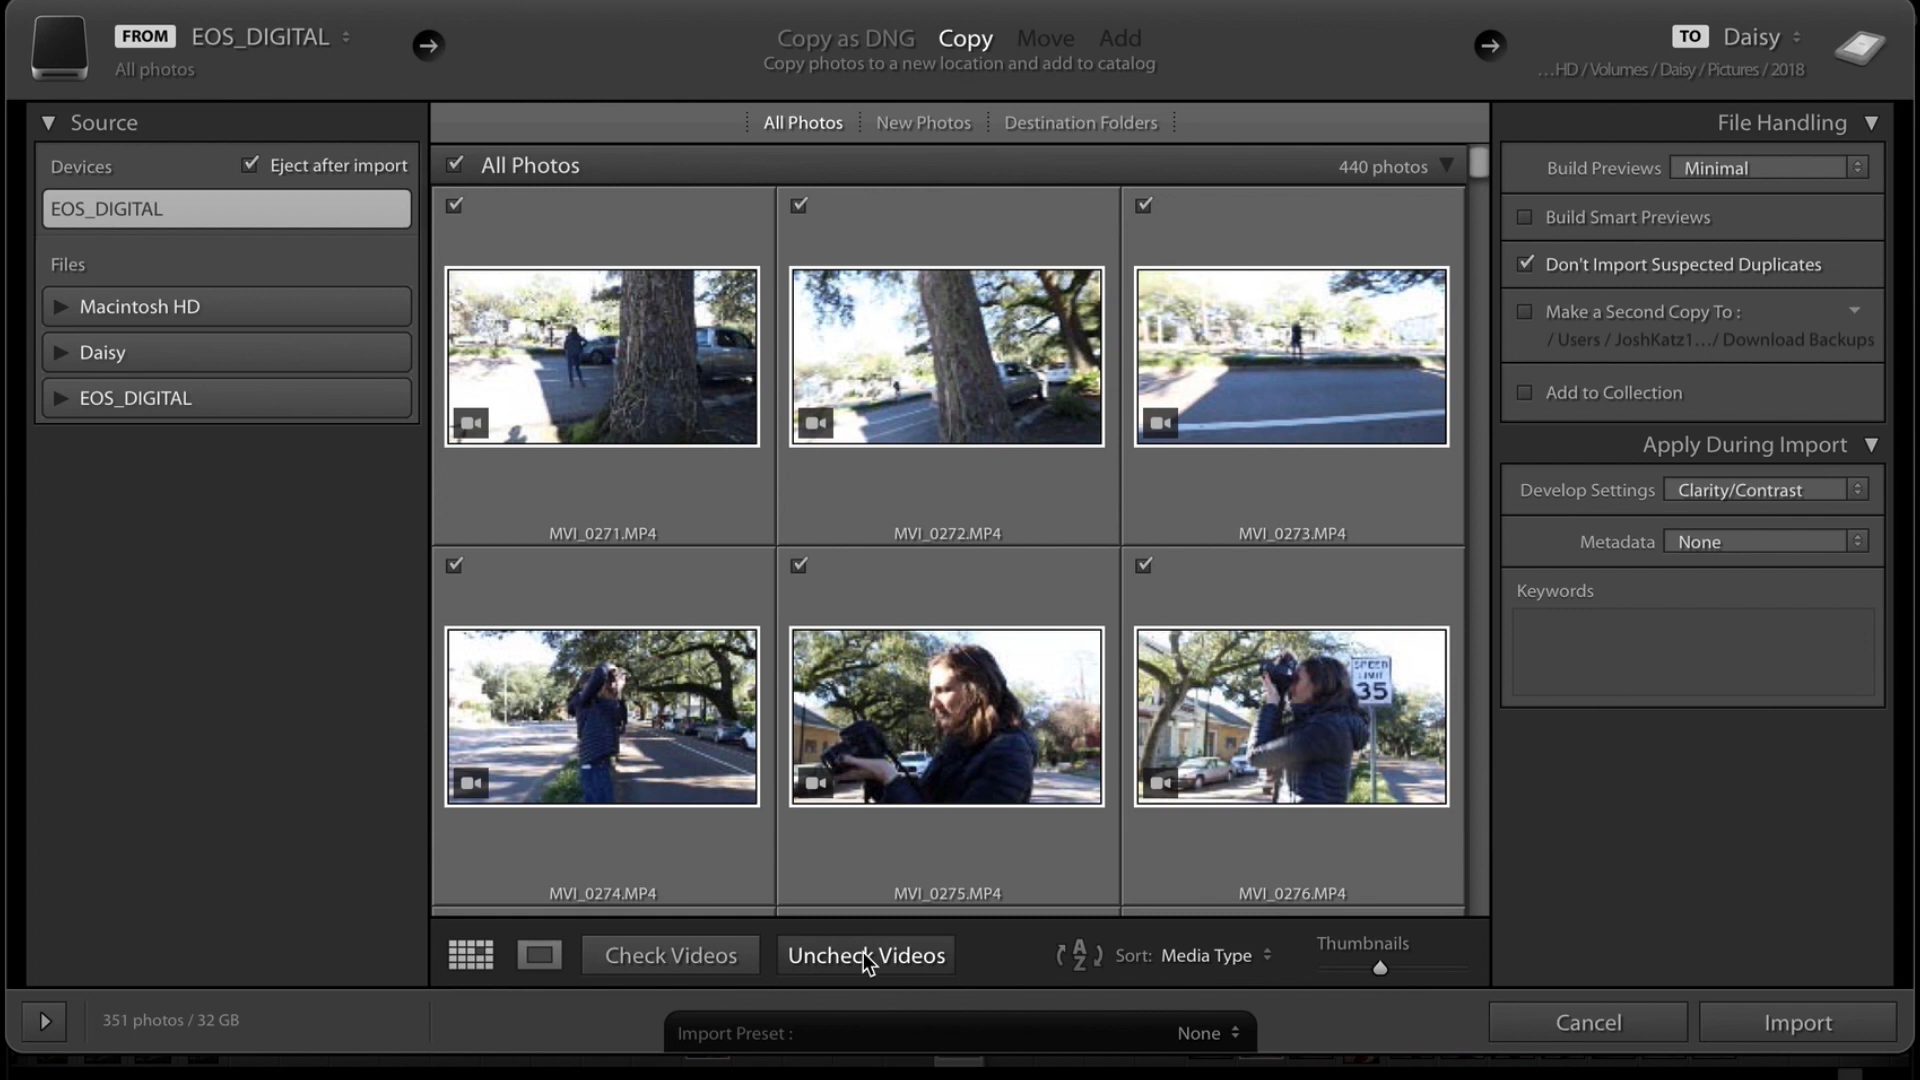 FROM EOS_DIGITAL
All photos
Copy as DNG Copy Move Add
Copy photos to a new location and add to catalog
TO Daisy
...HD / Volumes / Daisy / Pictures / 2018
Source
Devices Eject after import
EOS_DIGITAL
Files
Macintosh HD
Daisy
EOS_DIGITAL
All Photos New Photos Destination Folders
All Photos 440 photos
MVI_0271.MP4 MVI_0272.MP4 MVI_0273.MP4
SPEED
LIMIT
35
MVI_0274.MP4 MVI_0275.MP4 MVI_0276.MP4
Check Videos Uncheck Videos Sort: Media Type Thumbnails
A
Z
File Handling
Build Previews Minimal
Build Smart Previews
Don't Import Suspected Duplicates
Make a Second Copy To :
/ Users / JoshKatz1.../ Download Backups
Add to Collection
Apply During Import
Develop Settings Clarity/Contrast
Metadata None
Keywords
351 photos / 32 GB
Import Preset : None
Cancel Import